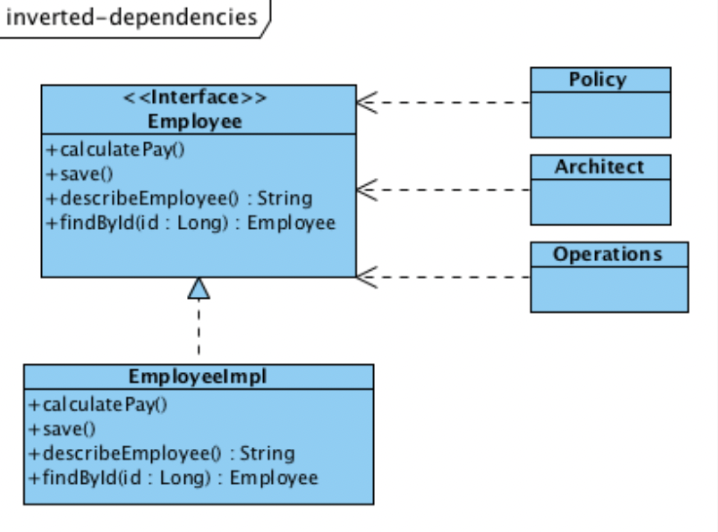 inverted-dependencies
<<Interface>>
Employee
+calculatePay()
+save()
+describeEmployee() : String
+findById(id : Long) : Employee
Policy
Architect
Operations
EmployeeImpl
+calculatePay()
+save()
+describeEmployee() : String
+findById(id : Long) : Employee